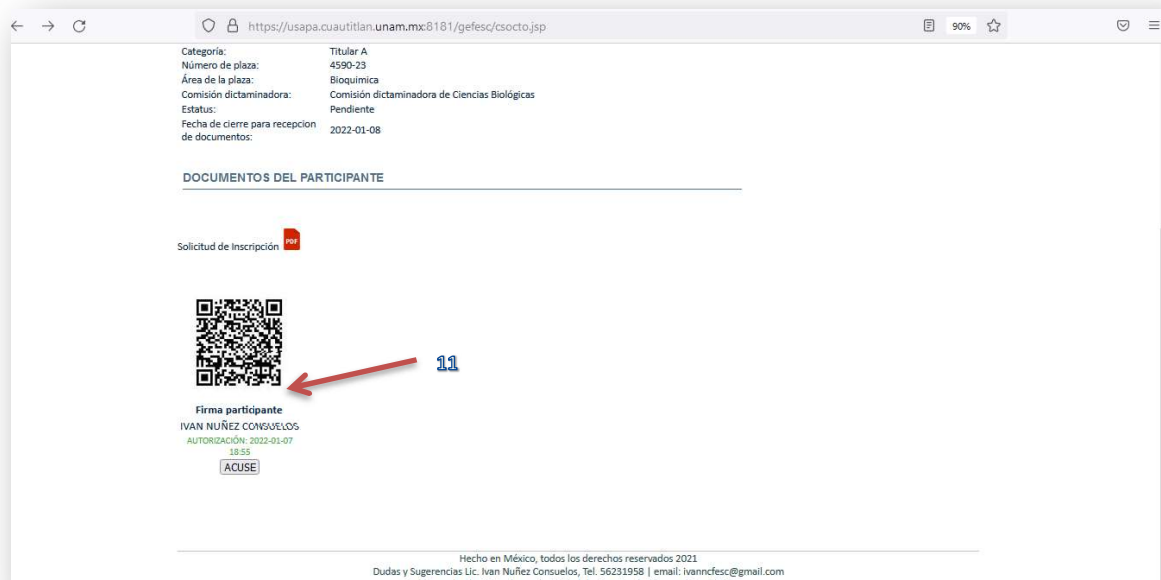 https://usapa.cuautitlan.unam.mx:8181/gefesc/csocto.jsp
90%
Categoría: Titular A
Número de plaza: 4590-23
Área de la plaza: Bioquimica
Comisión dictaminadora: Comisión dictaminadora de Ciencias Biológicas
Estatus: Pendiente
Fecha de cierre para recepcion
de documentos: 2022-01-08
DOCUMENTOS DEL PARTICIPANTE
Solicitud de Inscripción PDF
11
Firma participante
IVAN NUÑEZ CONSUELOS
AUTORIZACIÓN: 2022-01-07
18:55
ACUSE
Hecho en México, todos los derechos reservados 2021
Dudas y Sugerencias Lic. Ivan Nuñez Consuelos, Tel. 56231958 | email: ivanncfesc@gmail.com